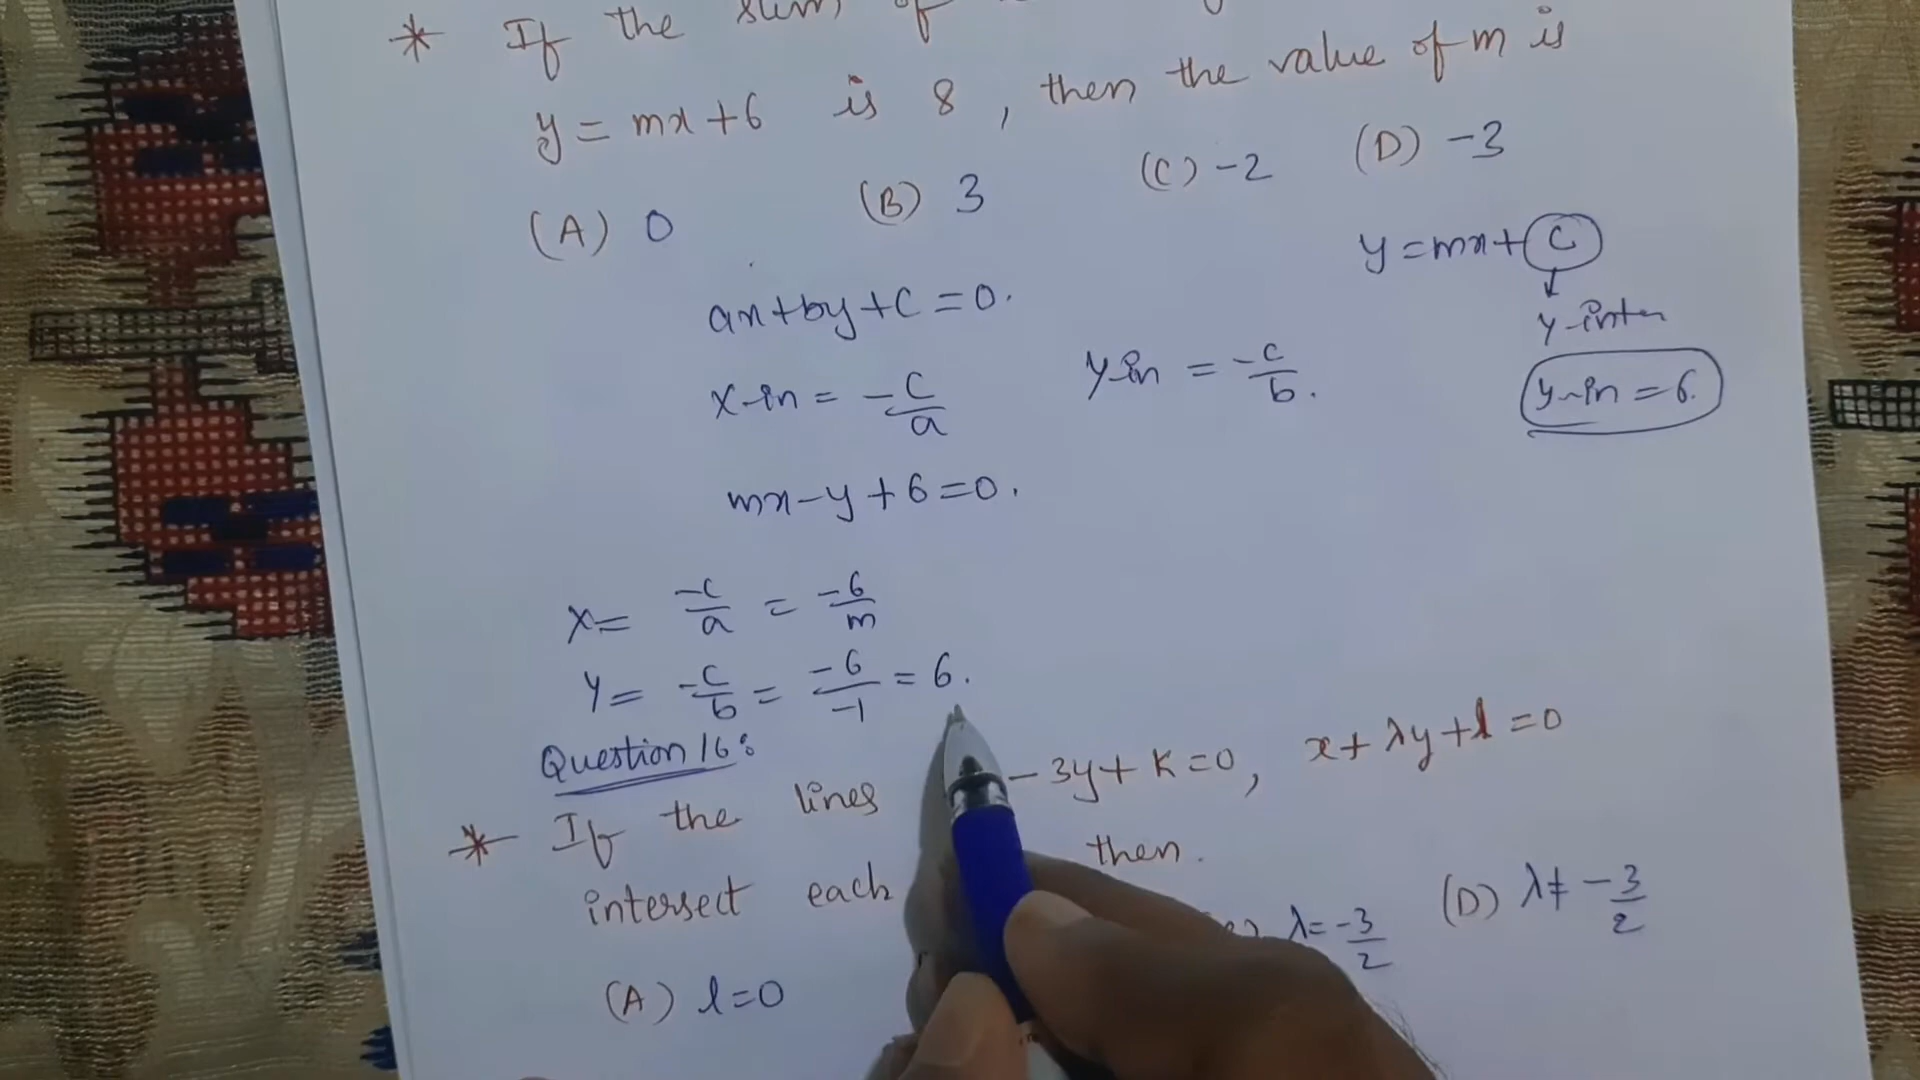 * If the sum of
y = mx + 6 is 8, then the value of m is
(A) 0 (B) 3 (C) -2 (D) -3
y = mx + c
ax + by + c = 0.
y-inter
x-in = -c/a y-in = -c/b.
y-in = 6.
mx - y + 6 = 0.
x = -c/a = -6/m
y = -c/b = -6/-1 = 6.
Question 16:
* If the lines - 3y + k = 0, x + λy + l = 0
intersect each then.
(A) l = 0 λ = -3/2 (D) λ ≠ -3/2